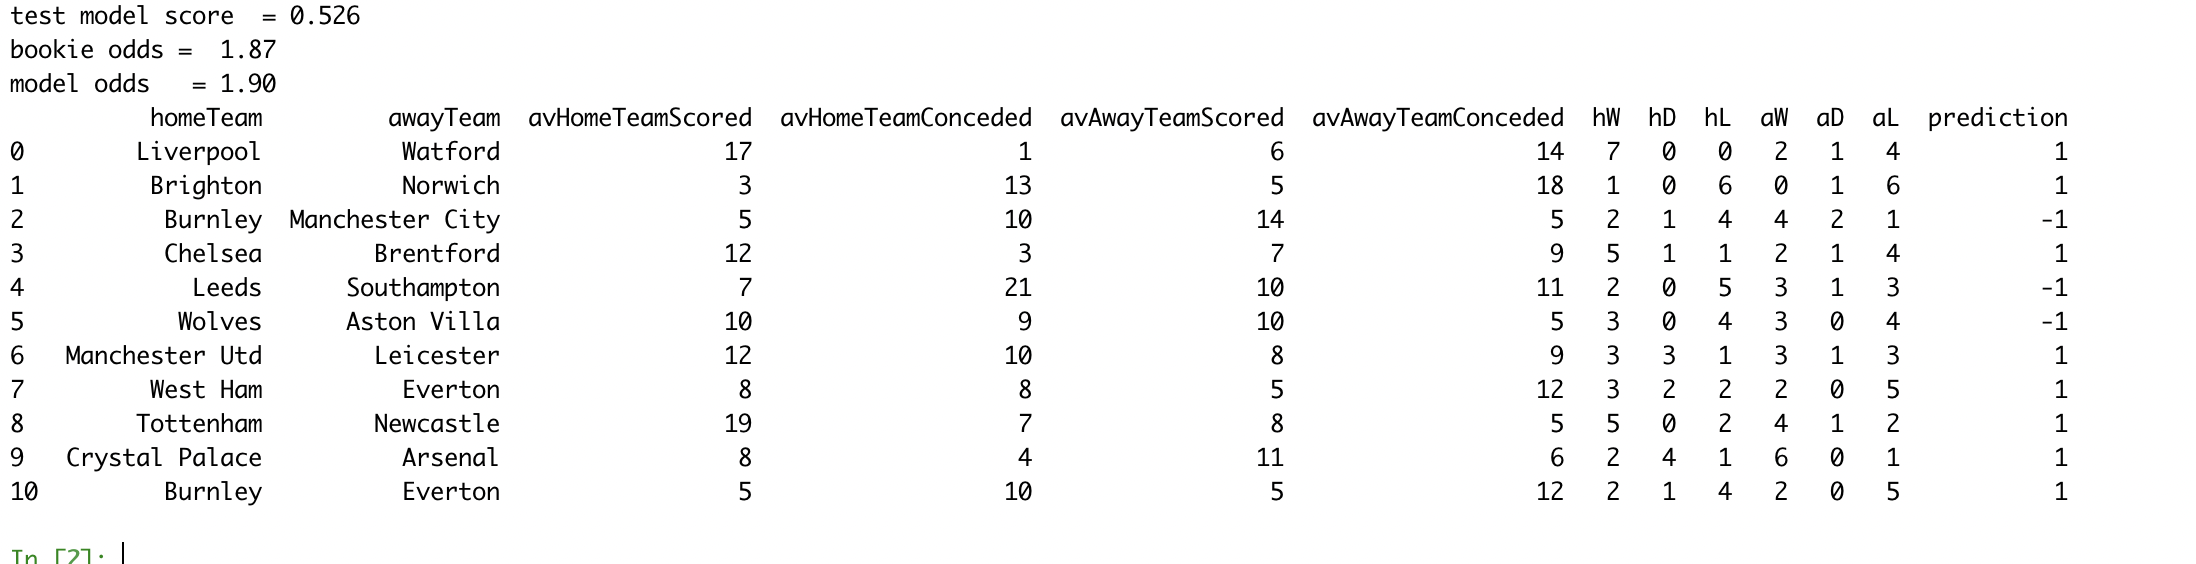 test model score  = 0.526
bookie odds =  1.87
model odds   = 1.90
homeTeam awayTeam avHomeTeamScored avHomeTeamConceded avAwayTeamScored avAwayTeamConceded hW hD hL aW aD aL prediction
0 Liverpool Watford 17 1 6 14 7 0 0 2 1 4 1
1 Brighton Norwich 3 13 5 18 1 0 6 0 1 6 1
2 Burnley Manchester City 5 10 14 5 2 1 4 4 2 1 -1
3 Chelsea Brentford 12 3 7 9 5 1 1 2 1 4 1
4 Leeds Southampton 7 21 10 11 2 0 5 3 1 3 -1
5 Wolves Aston Villa 10 9 10 5 3 0 4 3 0 4 -1
6 Manchester Utd Leicester 12 10 8 9 3 3 1 3 1 3 1
7 West Ham Everton 8 8 5 12 3 2 2 2 0 5 1
8 Tottenham Newcastle 19 7 8 5 5 0 2 4 1 2 1
9 Crystal Palace Arsenal 8 4 11 6 2 4 1 6 0 1 1
10 Burnley Everton 5 10 5 12 2 1 4 2 0 5 1
In [2]: